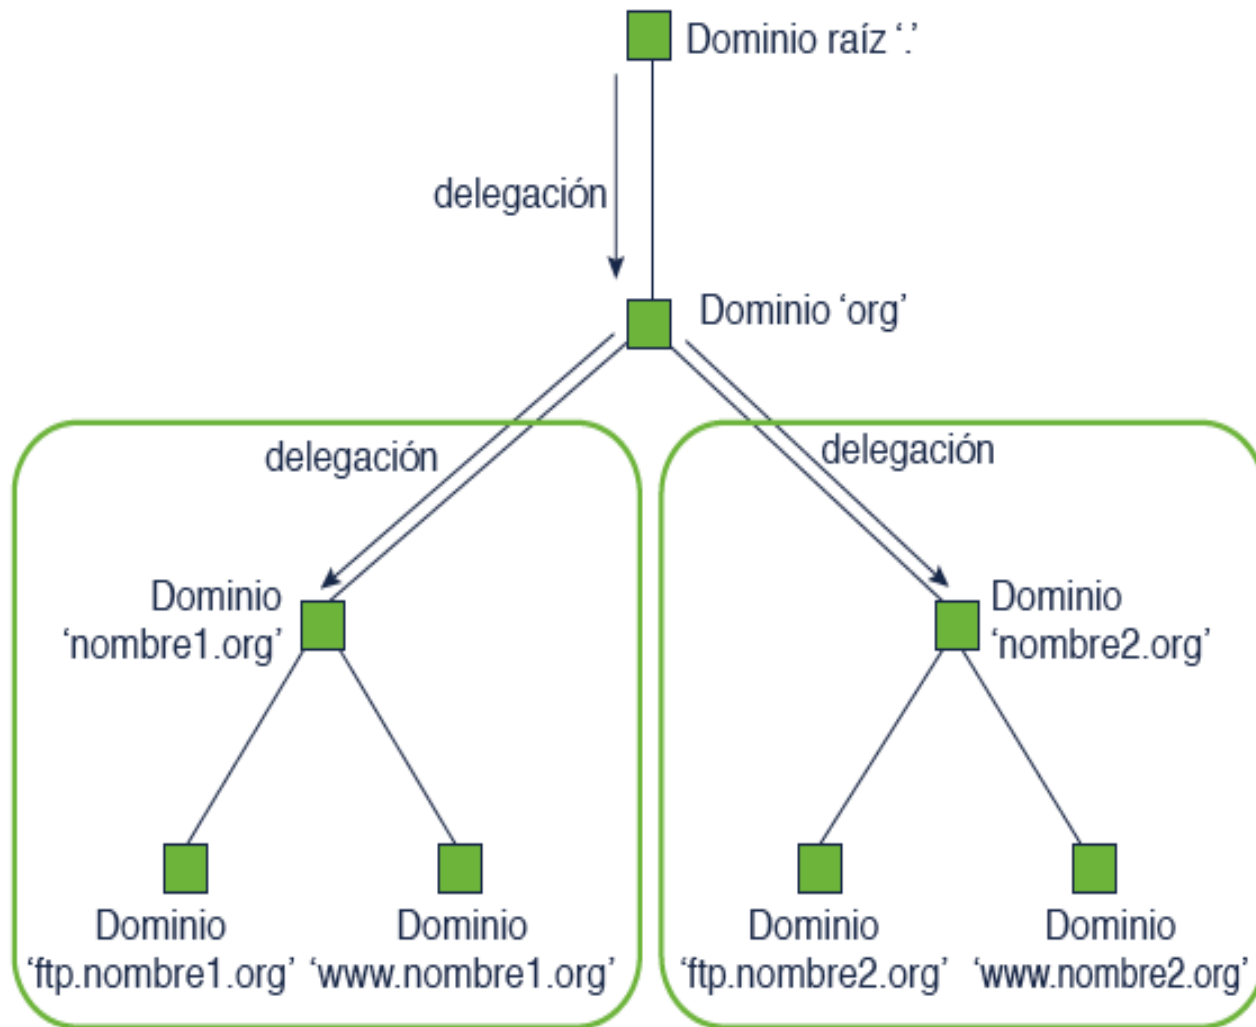 Dominio raíz ‘.’
delegación
Dominio ‘org’
delegación
delegación
Dominio
‘nombre1.org’
Dominio
‘nombre2.org’
Dominio
‘ftp.nombre1.org’
Dominio
‘www.nombre1.org’
Dominio
‘ftp.nombre2.org’
Dominio
‘www.nombre2.org’